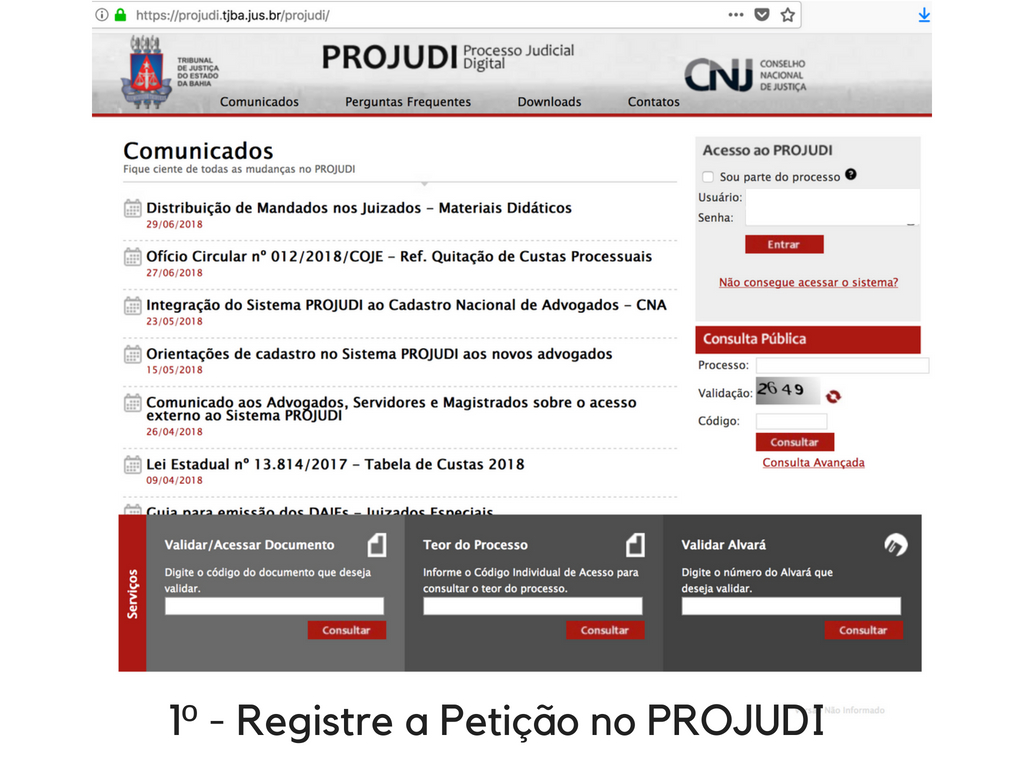 https://projudi.tjba.jus.br/projudi/
TRIBUNAL
DE JUSTIÇA
DO ESTADO
DA BAHIA
PROJUDI Processo Judicial
Digital
CNJ CONSELHO
NACIONAL
DE JUSTIÇA
Comunicados Perguntas Frequentes Downloads Contatos
Comunicados
Fique ciente de todas as mudanças no PROJUDI
Distribuição de Mandados nos Juizados – Materiais Didáticos
29/06/2018
Ofício Circular nº 012/2018/COJE – Ref. Quitação de Custas Processuais
27/06/2018
Integração do Sistema PROJUDI ao Cadastro Nacional de Advogados – CNA
23/05/2018
Orientações de cadastro no Sistema PROJUDI aos novos advogados
15/05/2018
Comunicado aos Advogados, Servidores e Magistrados sobre o acesso
externo ao Sistema PROJUDI
26/04/2018
Lei Estadual nº 13.814/2017 – Tabela de Custas 2018
09/04/2018
Guia para emissão dos DAJEs – Juizados Especiais
Acesso ao PROJUDI
Sou parte do processo ?
Usuário:
Senha:
Entrar
Não consegue acessar o sistema?
Consulta Pública
Processo:
Validação: 2649
Código:
Consultar
Consulta Avançada
Serviços
Validar/Acessar Documento
Digite o código do documento que deseja
validar.
Consultar
Teor do Processo
Informe o Código Individual de Acesso para
consultar o teor do processo.
Consultar
Validar Alvará
Digite o número do Alvará que
deseja validar.
Consultar
Não Informado
1º - Registre a Petição no PROJUDI